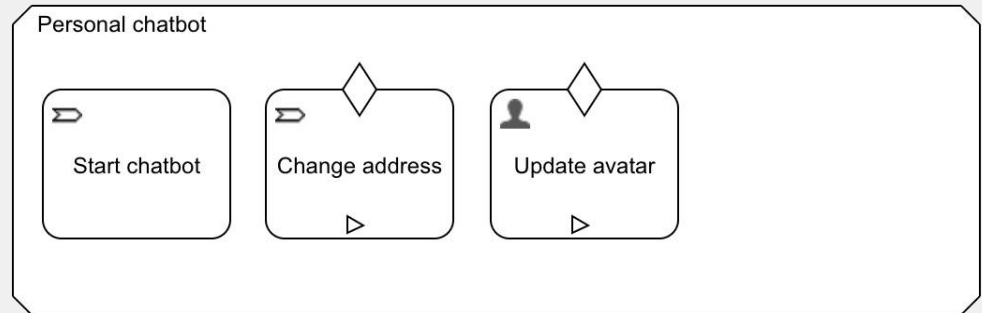 Personal chatbot
Start chatbot
Change address
Update avatar